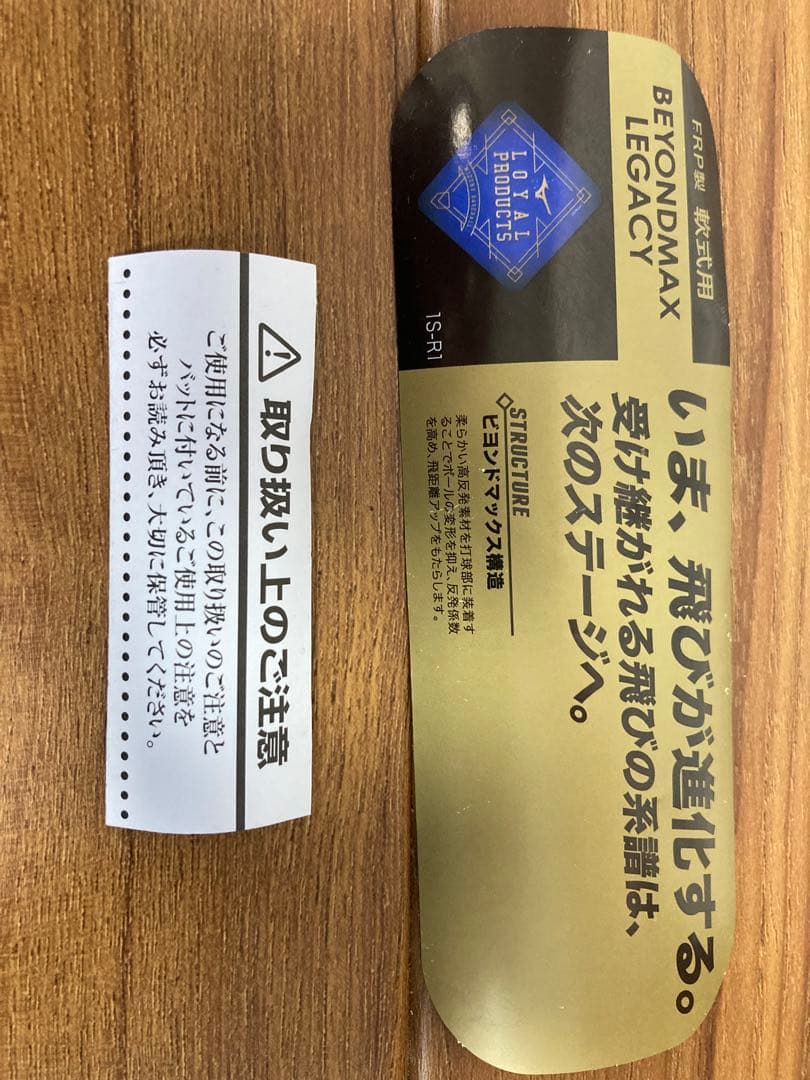 FRP製 軟式用
BEYONDMAX
LEGACY
LOYAL
PRODUCTS
MIZUNO BASEBALL
1S-R1
いま、飛びが進化する。
受け継がれる飛びの系譜は、
次のステージへ。
STRUCTURE
ビヨンドマックス構造
柔らかい高反発素材を打球部に装着す
ることでボールの変形を抑え、反発係数
を高め、飛距離アップをもたらします。
取り扱い上のご注意
ご使用になる前に、この取り扱いのご注意と
バットに付いているご使用上の注意を
必ずお読み頂き、大切に保管してください。